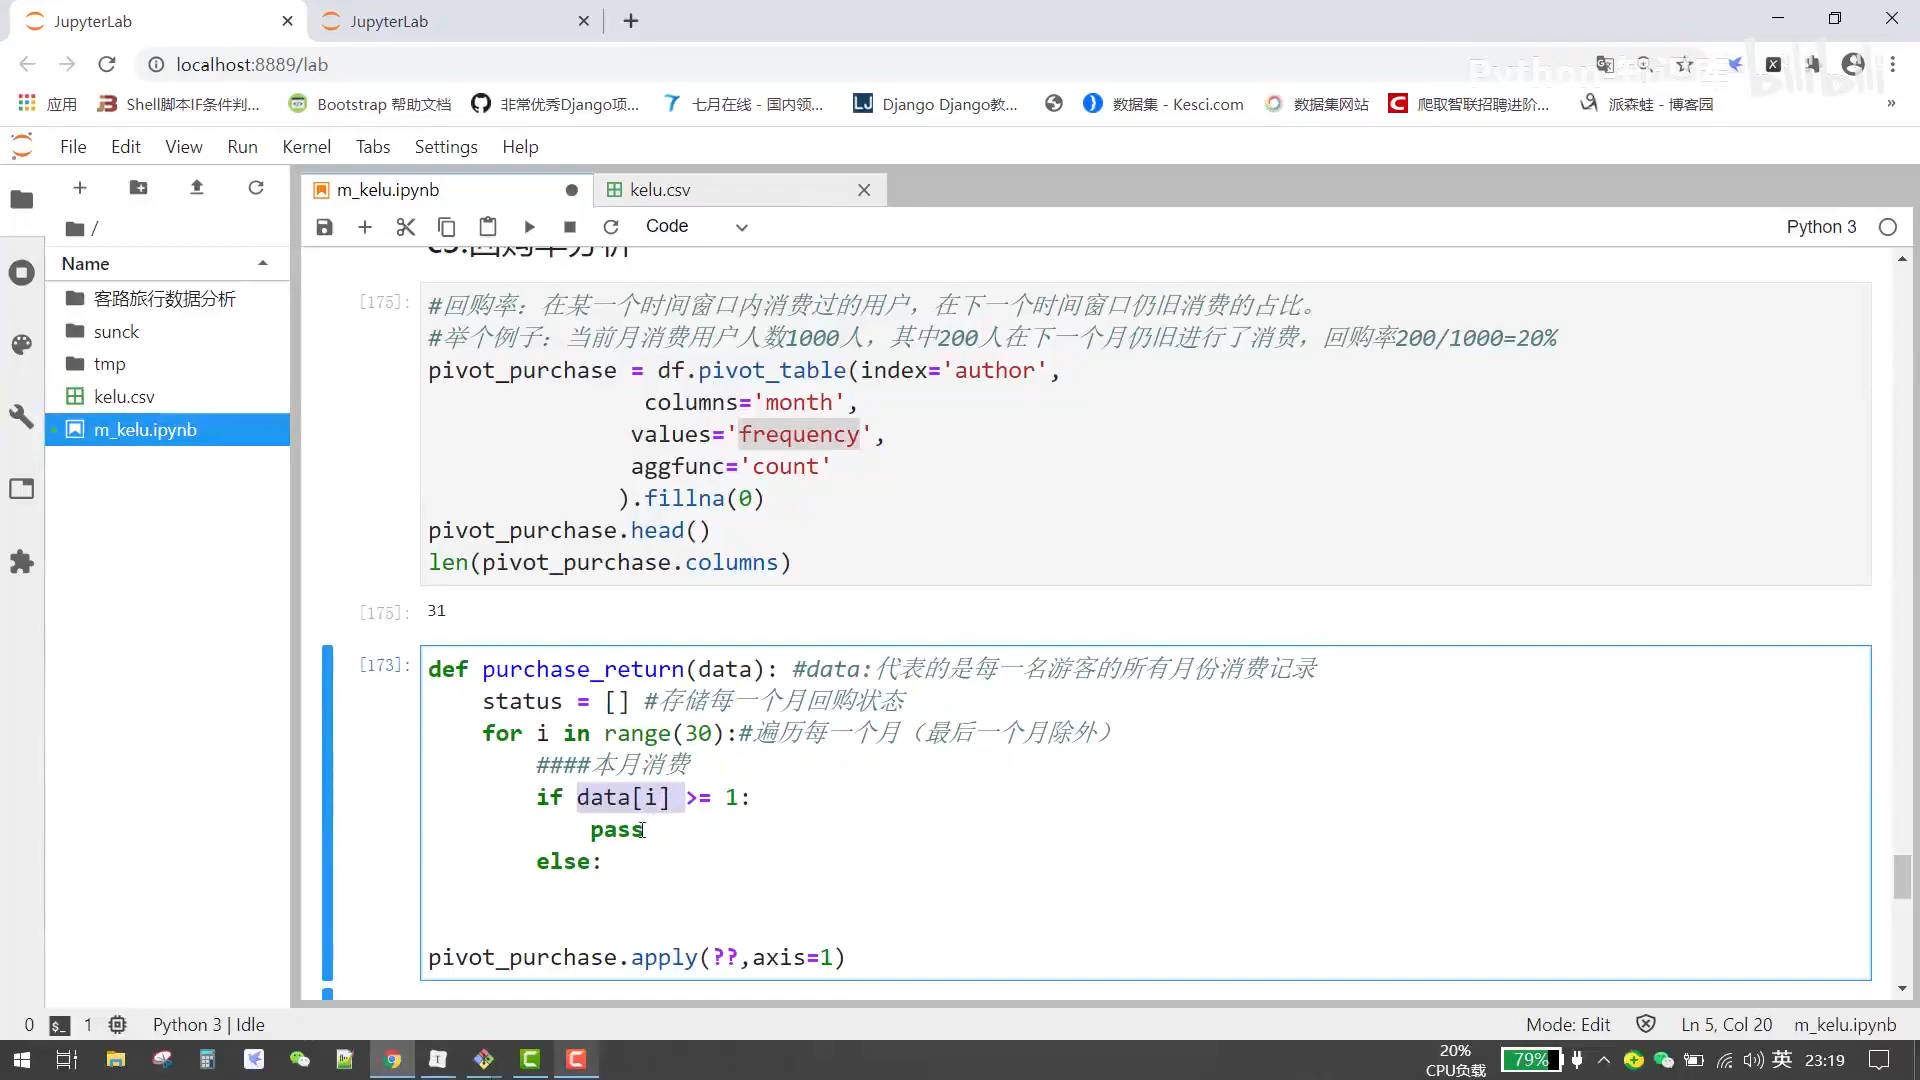 JupyterLab
JupyterLab
localhost:8889/lab
应用
Shell脚本IF条件判...
Bootstrap 帮助文档
非常优秀Django项...
七月在线 - 国内领...
Django Django教...
数据集 - Kesci.com
数据集网站
爬取智联招聘进阶...
派森蛙 - 博客园
»
bilibili
File Edit View Run Kernel Tabs Settings Help
m_kelu.ipynb
kelu.csv
Code
Python 3
/
Name
客路旅行数据分析
sunck
tmp
kelu.csv
m_kelu.ipynb
[175]:
#回购率：在某一个时间窗口内消费过的用户，在下一个时间窗口仍旧消费的占比。
#举个例子：当前月消费用户人数1000人，其中200人在下一个月仍旧进行了消费，回购率200/1000=20%
pivot_purchase = df.pivot_table(index='author',
columns='month',
values='frequency',
aggfunc='count'
).fillna(0)
pivot_purchase.head()
len(pivot_purchase.columns)
[175]: 31
[173]:
def purchase_return(data): #data:代表的是每一名游客的所有月份消费记录
status = [] #存储每一个月回购状态
for i in range(30):#遍历每一个月（最后一个月除外）
####本月消费
if data[i] >= 1:
pass
else:
pivot_purchase.apply(??,axis=1)
0 1 Python 3 | Idle
Mode: Edit Ln 5, Col 20 m_kelu.ipynb
20%
CPU负载
79%
英
23:19